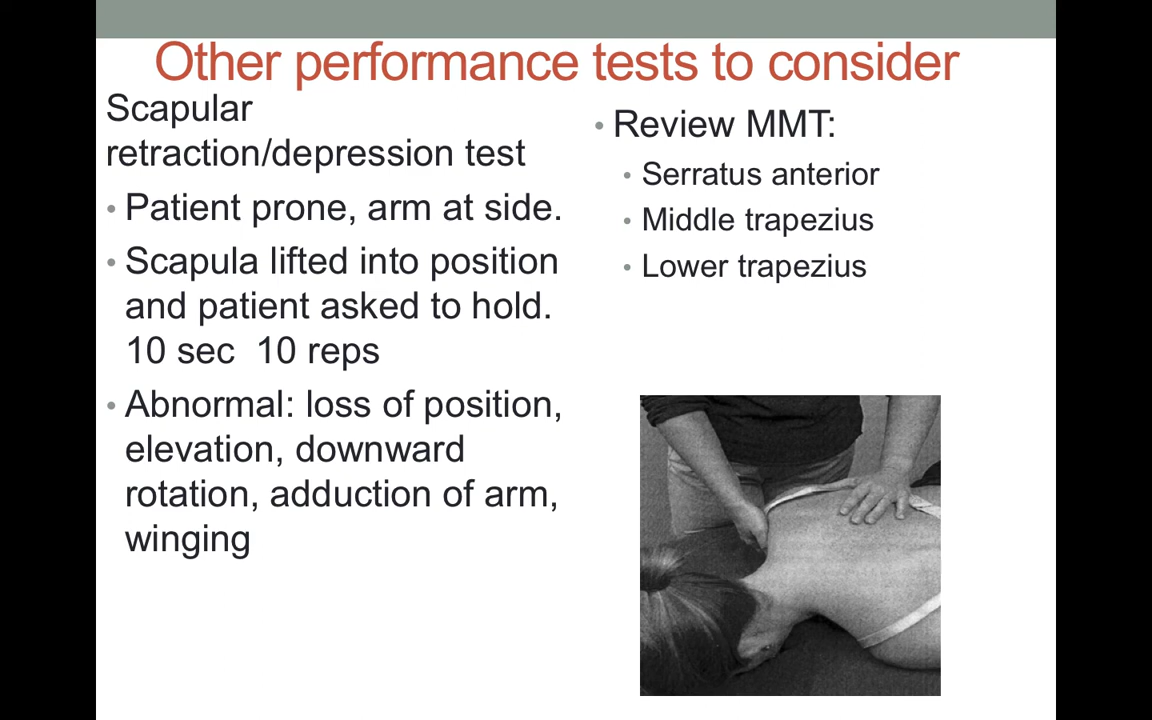 Other performance tests to consider
Scapular
retraction/depression test
• Patient prone, arm at side.
• Scapula lifted into position
and patient asked to hold.
10 sec  10 reps
• Abnormal: loss of position,
elevation, downward
rotation, adduction of arm,
winging
• Review MMT:
• Serratus anterior
• Middle trapezius
• Lower trapezius